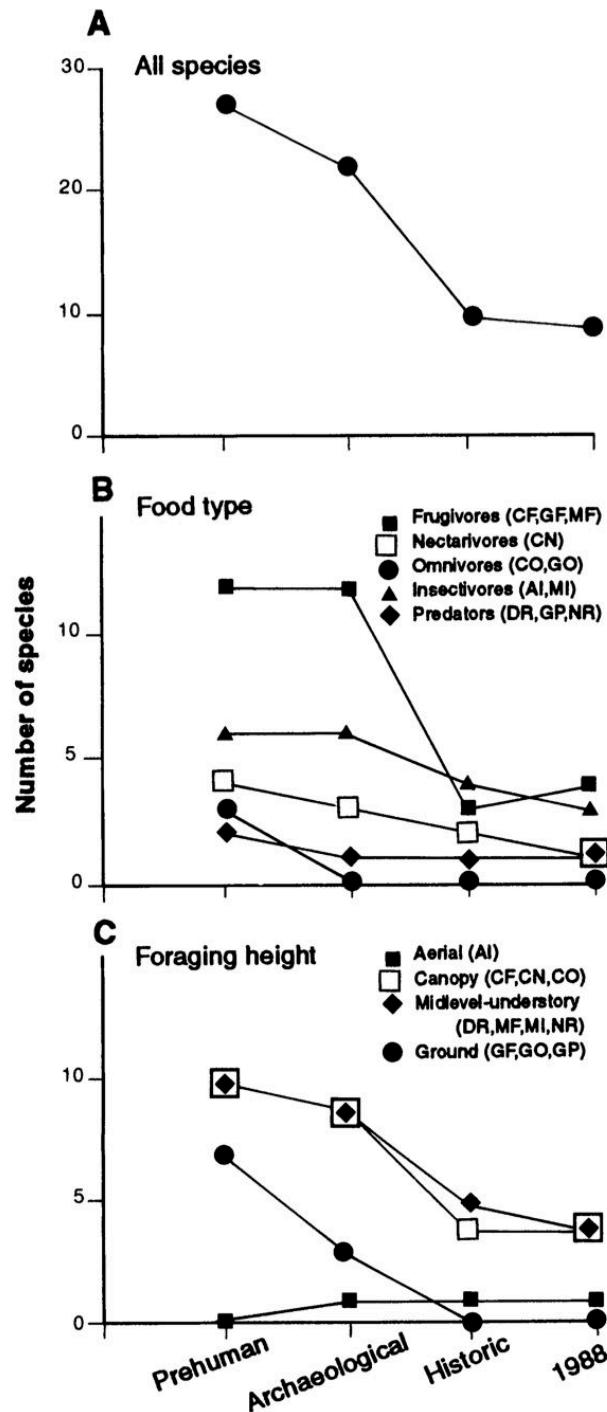 A
All species
30
20
10
0
B
Food type
Frugivores (CF,GF,MF)
Nectarivores (CN)
Omnivores (CO,GO)
Insectivores (AI,MI)
Predators (DR,GP,NR)
10
5
0
Number of species
C
Foraging height
Aerial (AI)
Canopy (CF,CN,CO)
Midlevel-understory
(DR,MF,MI,NR)
Ground (GF,GO,GP)
10
5
0
Prehuman
Archaeological
Historic
1988